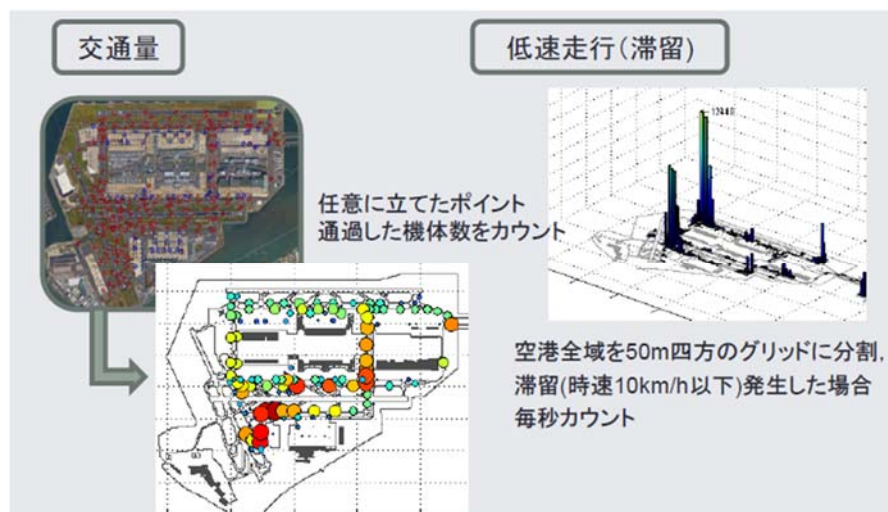 交通量
低速走行(滞留)
任意に立てたポイント
通過した機体数をカウント
空港全域を50m四方のグリッドに分割,
滞留(時速10km/h以下)発生した場合
毎秒カウント